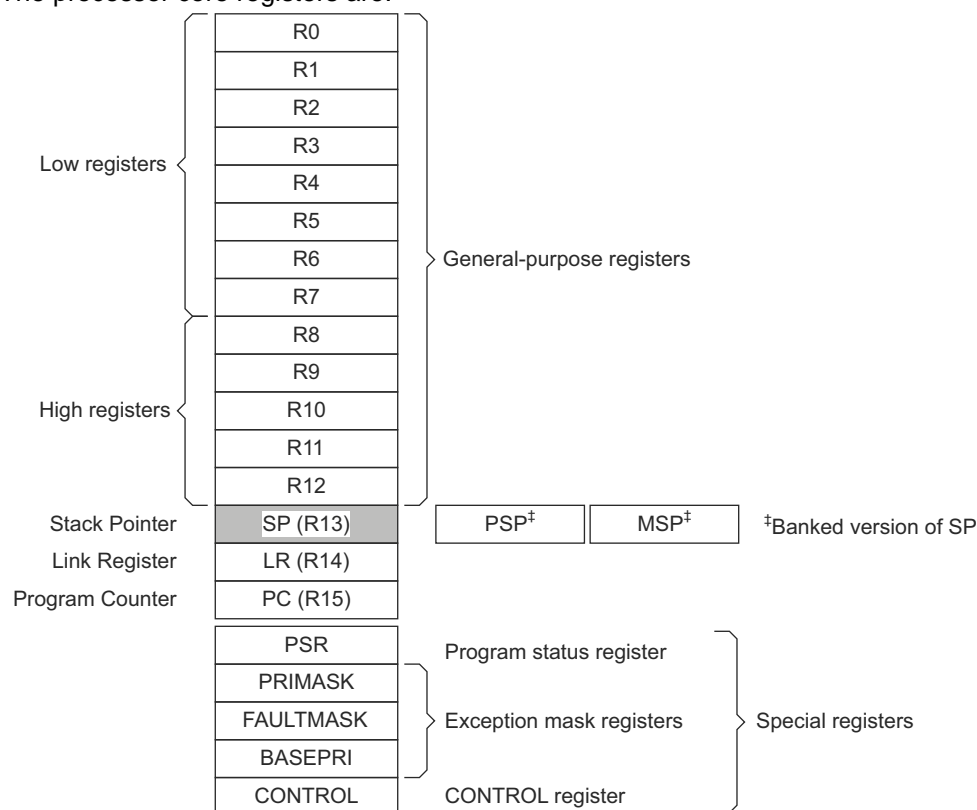 The processor core registers are:
R0
R1
R2
R3
Low registers
R4
R5
R6
General-purpose registers
R7
R8
R9
High registers
R10
R11
R12
Stack Pointer SP (R13) PSP‡ MSP‡ ‡Banked version of SP
Link Register LR (R14)
Program Counter PC (R15)
PSR Program status register
PRIMASK
FAULTMASK Exception mask registers Special registers
BASEPRI
CONTROL CONTROL register